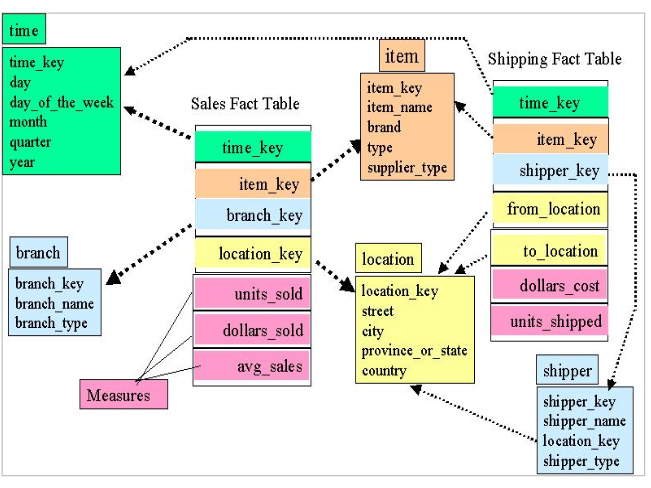 time
time_key
day
day_of_the_week
month
quarter
year
Sales Fact Table
time_key
item_key
branch_key
location_key
units_sold
dollars_sold
avg_sales
Measures
branch
branch_key
branch_name
branch_type
item
item_key
item_name
brand
type
supplier_type
location
location_key
street
city
province_or_state
country
Shipping Fact Table
time_key
item_key
shipper_key
from_location
to_location
dollars_cost
units_shipped
shipper
shipper_key
shipper_name
location_key
shipper_type